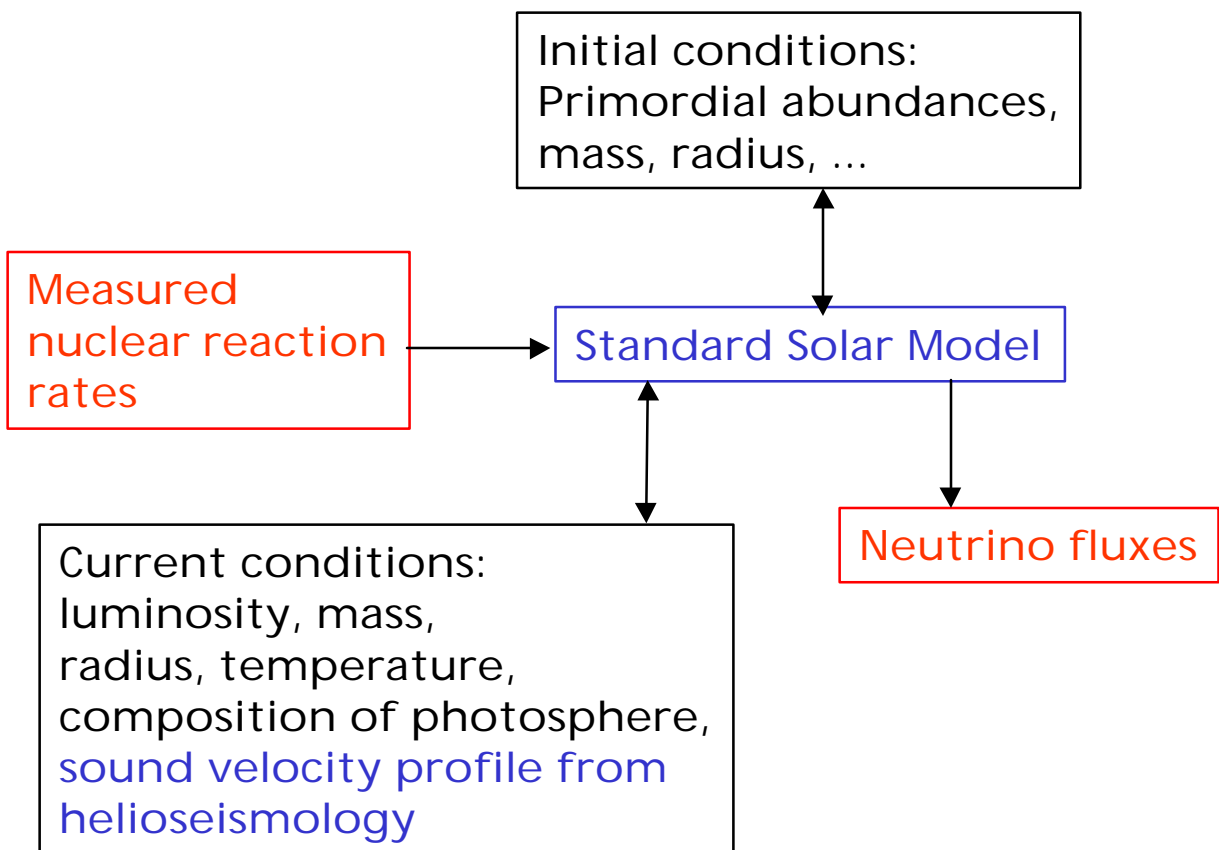 Initial conditions:
Primordial abundances,
mass, radius, ...
Measured
nuclear reaction
rates
Standard Solar Model
Neutrino fluxes
Current conditions:
luminosity, mass,
radius, temperature,
composition of photosphere,
sound velocity profile from
helioseismology